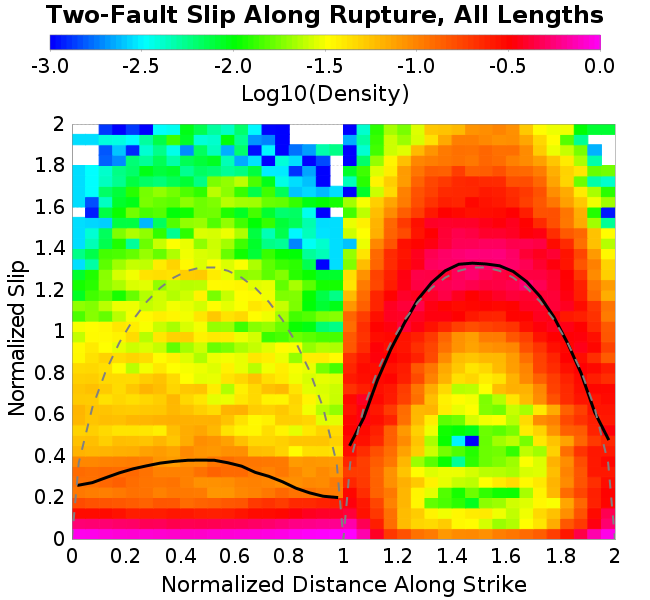 Two-Fault Slip Along Rupture, All Lengths
-3.0 -2.5 -2.0 -1.5 -1.0 -0.5 0.0
Log10(Density)
2
1.8
1.6
1.4
1.2
1
0.8
0.6
0.4
0.2
0
Normalized Slip
0 0.2 0.4 0.6 0.8 1 1.2 1.4 1.6 1.8 2
Normalized Distance Along Strike